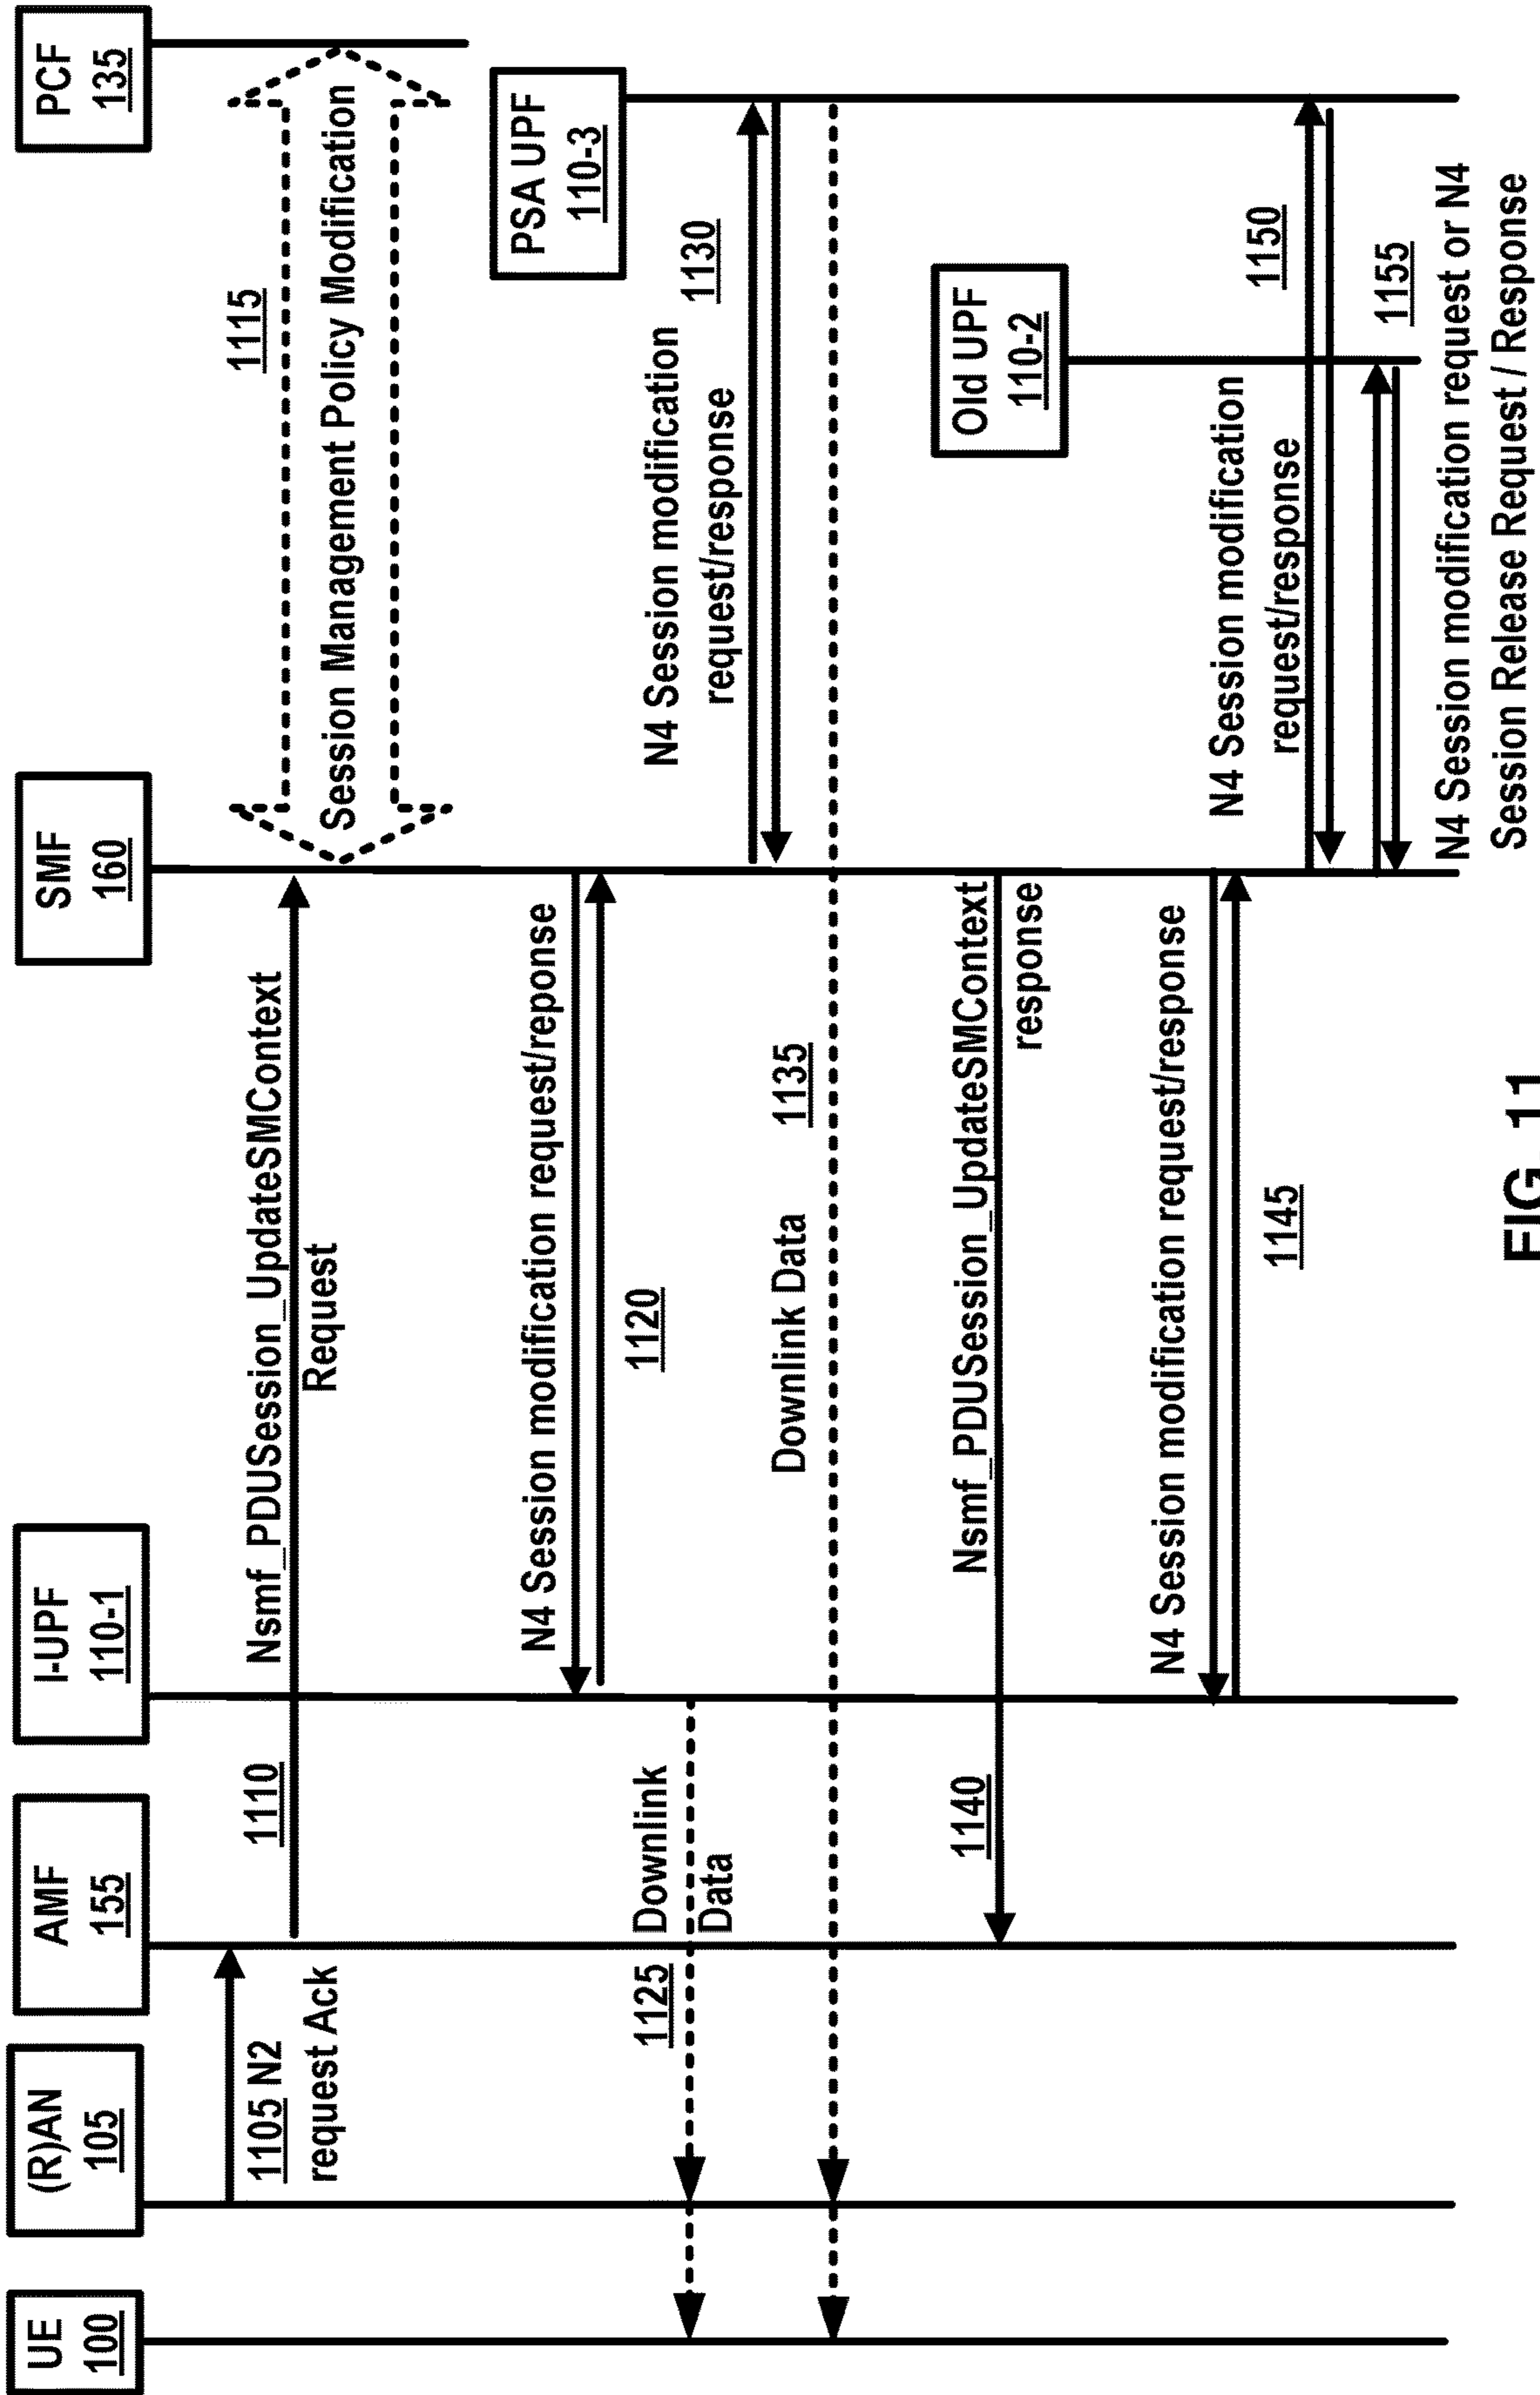 UE
100
(R)AN
105
AMF
155
I-UPF
110-1
SMF
160
PCF
135
1105 N2
request Ack
1110
Nsmf_PDUSession_UpdateSMContext
Request
1115
Session Management Policy Modification
N4 Session modification request/reponse
1120
PSA UPF
110-3
1125
Downlink
Data
N4 Session modification
request/response
1130
Downlink Data
1135
Old UPF
110-2
1140
Nsmf_PDUSession_UpdateSMContext
response
N4 Session modification request/response
1145
N4 Session modification
request/response
1150
1155
N4 Session modification request or N4
Session Release Request / Response
FIG. 11